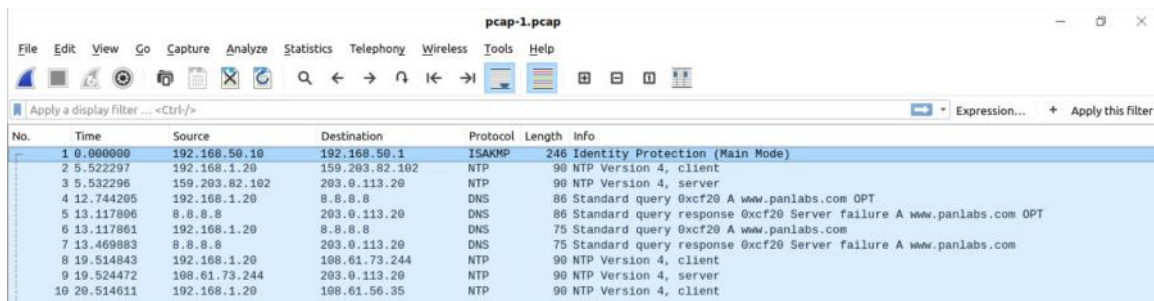 pcap-1.pcap
File Edit View Go Capture Analyze Statistics Telephony Wireless Tools Help
Apply a display filter ... <Ctrl-/> Expression... + Apply this filter
No. Time Source Destination Protocol Length Info
1 0.000000 192.168.50.10 192.168.50.1 ISAKMP 246 Identity Protection (Main Mode)
2 5.522297 192.168.1.20 159.203.82.102 NTP 90 NTP Version 4, client
3 5.532296 159.203.82.102 203.0.113.20 NTP 90 NTP Version 4, server
4 12.744205 192.168.1.20 8.8.8.8 DNS 86 Standard query 0xcf20 A www.panlabs.com OPT
5 13.117806 8.8.8.8 203.0.113.20 DNS 86 Standard query response 0xcf20 Server failure A www.panlabs.com OPT
6 13.117861 192.168.1.20 8.8.8.8 DNS 75 Standard query 0xcf20 A www.panlabs.com
7 13.469883 8.8.8.8 203.0.113.20 DNS 75 Standard query response 0xcf20 Server failure A www.panlabs.com
8 19.514843 192.168.1.20 108.61.73.244 NTP 90 NTP Version 4, client
9 19.524472 108.61.73.244 203.0.113.20 NTP 90 NTP Version 4, server
10 20.514611 192.168.1.20 108.61.56.35 NTP 90 NTP Version 4, client